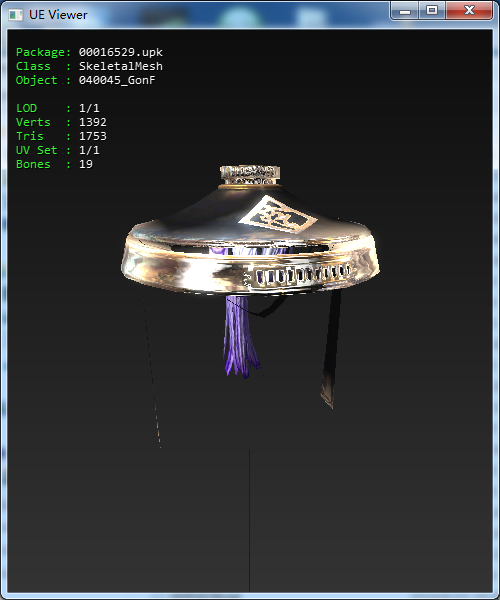 UE Viewer
Package: 00016529.upk
Class  : SkeletalMesh
Object : 040045_GonF
LOD    : 1/1
Verts  : 1392
Tris   : 1753
UV Set : 1/1
Bones  : 19